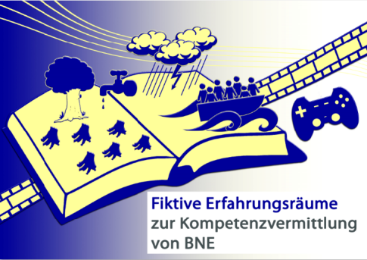 Fiktive Erfahrungsräume
zur Kompetenzvermittlung
von BNE